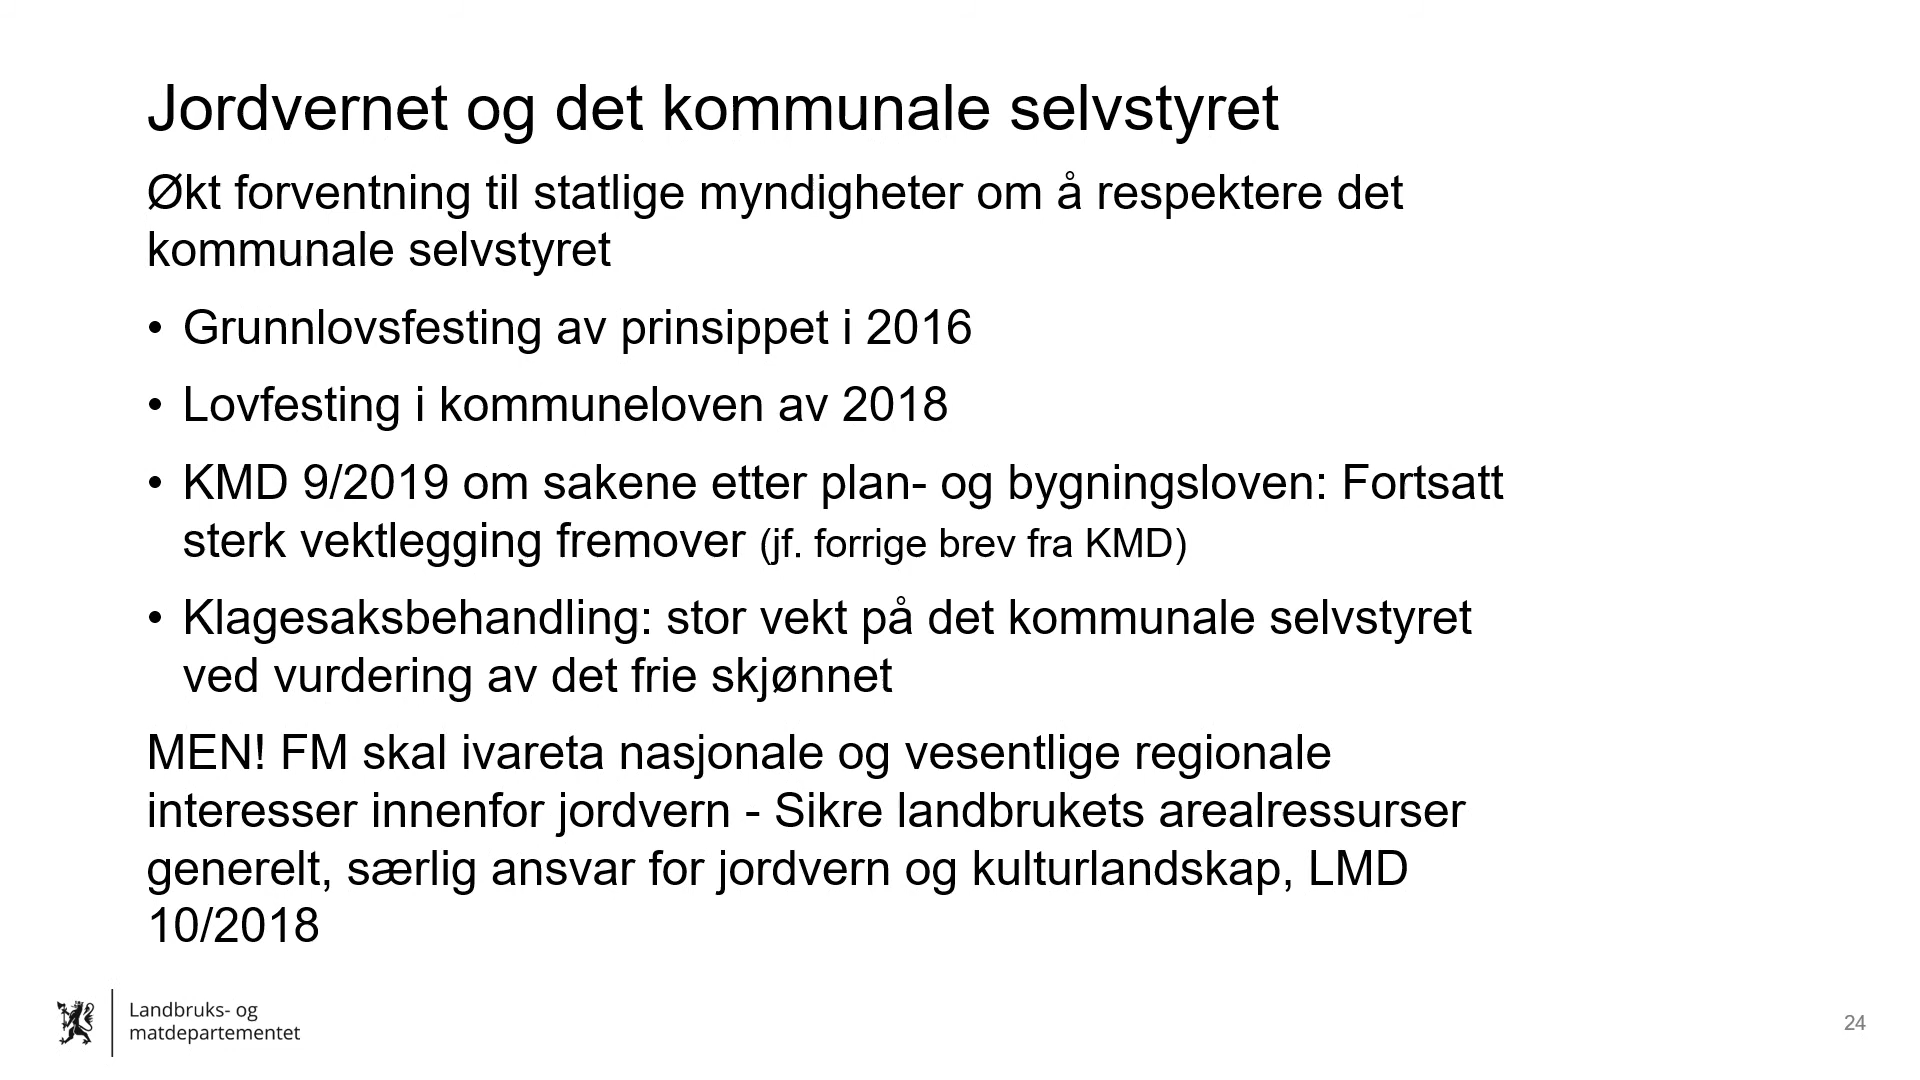 Jordvernet og det kommunale selvstyret
Økt forventning til statlige myndigheter om å respektere det
kommunale selvstyret
• Grunnlovsfesting av prinsippet i 2016
• Lovfesting i kommuneloven av 2018
• KMD 9/2019 om sakene etter plan- og bygningsloven: Fortsatt
sterk vektlegging fremover (jf. forrige brev fra KMD)
• Klagesaksbehandling: stor vekt på det kommunale selvstyret
ved vurdering av det frie skjønnet
MEN! FM skal ivareta nasjonale og vesentlige regionale
interesser innenfor jordvern - Sikre landbrukets arealressurser
generelt, særlig ansvar for jordvern og kulturlandskap, LMD
10/2018
Landbruks- og
matdepartementet
24